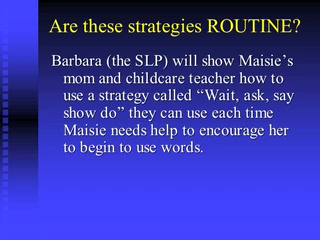 Are these strategies ROUTINE?
Barbara (the SLP) will show Maisie's
mom and childcare teacher how to
use a strategy called “Wait, ask, say
show do” they can use each time
Maisie needs help to encourage her
to begin to use words.